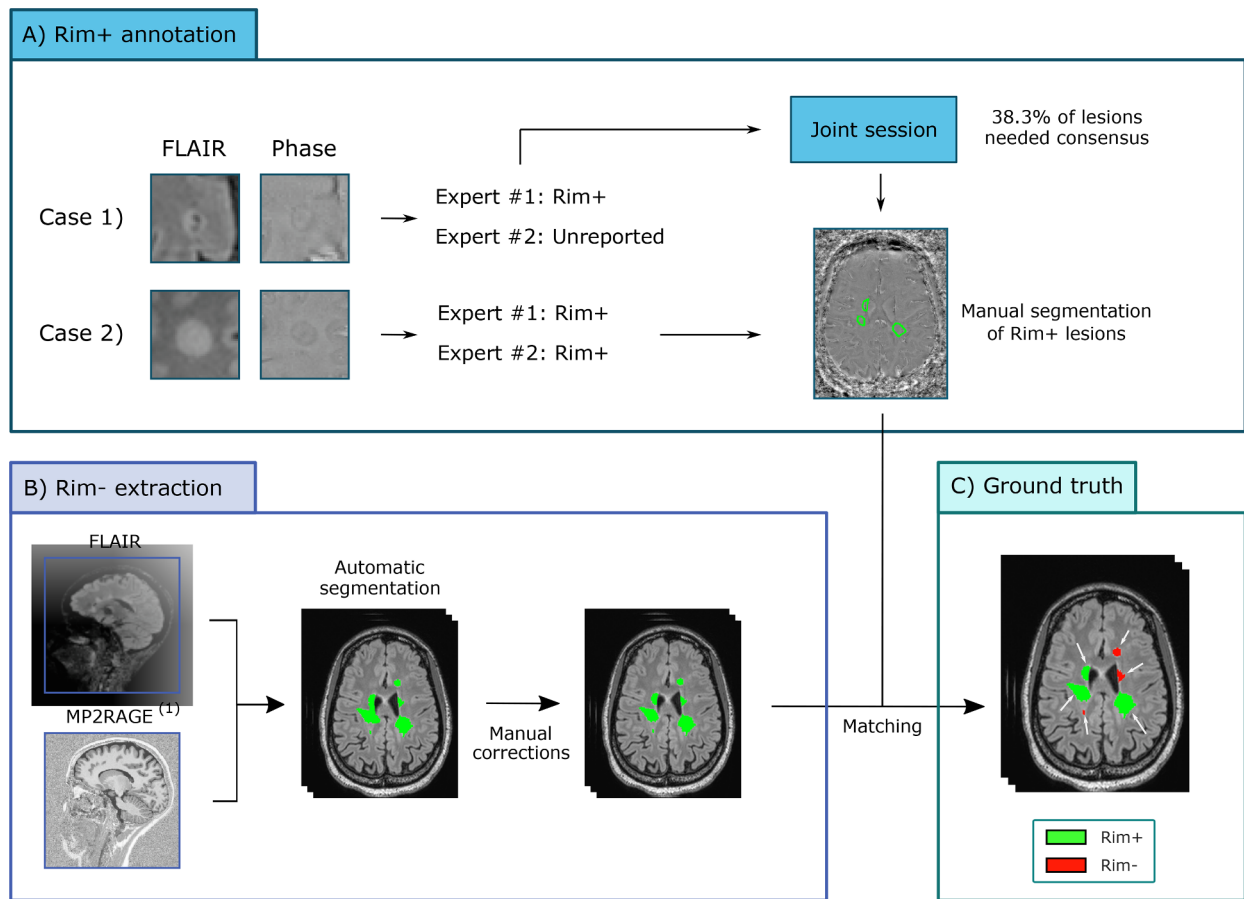 A) Rim+ annotation
FLAIR
Phase
Case 1)
Expert #1: Rim+
Expert #2: Unreported
Joint session
38.3% of lesions
needed consensus
Case 2)
Expert #1: Rim+
Expert #2: Rim+
Manual segmentation
of Rim+ lesions
B) Rim- extraction
FLAIR
MP2RAGE (1)
Automatic
segmentation
Manual
corrections
Matching
C) Ground truth
Rim+
Rim-